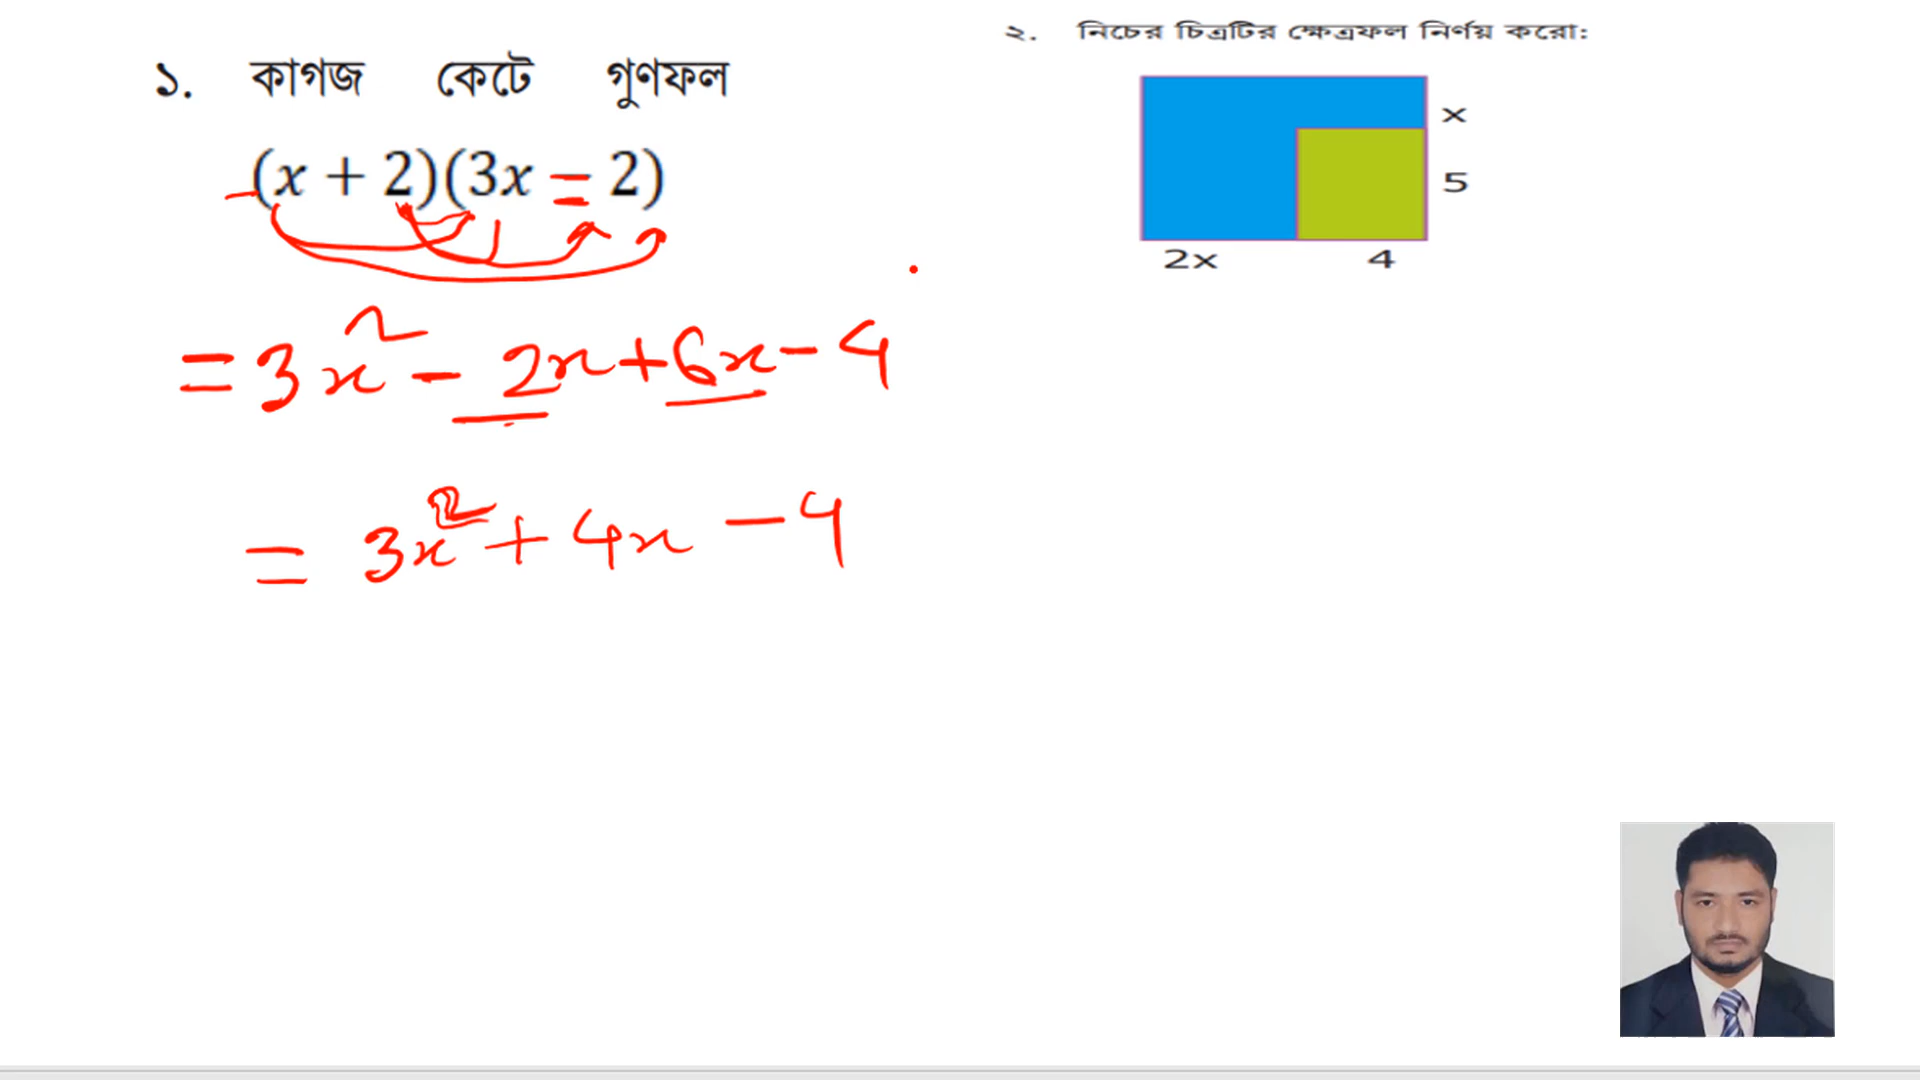 ১. কাগজ কেটে গুণফল
(x + 2)(3x = 2)
= 3x² - 2x + 6x - 4
= 3x² + 4x - 4
২. নিচের চিত্রটির ক্ষেত্রফল নির্ণয় করো:
x
5
2x 4